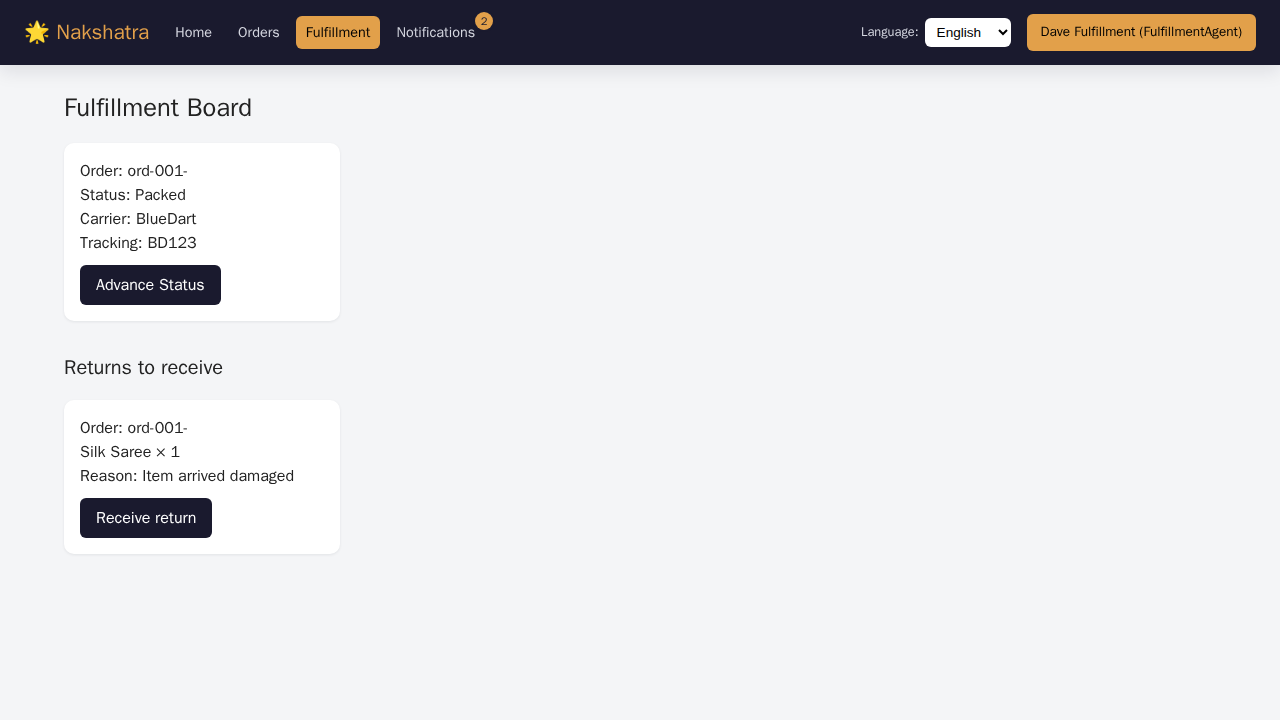 🌟 Nakshatra
Home
Orders
Fulfillment
Notifications
2
Language:
English
Dave Fulfillment (FulfillmentAgent)
Fulfillment Board
Order: ord-001-
Status: Packed
Carrier: BlueDart
Tracking: BD123
Advance Status
Returns to receive
Order: ord-001-
Silk Saree × 1
Reason: Item arrived damaged
Receive return